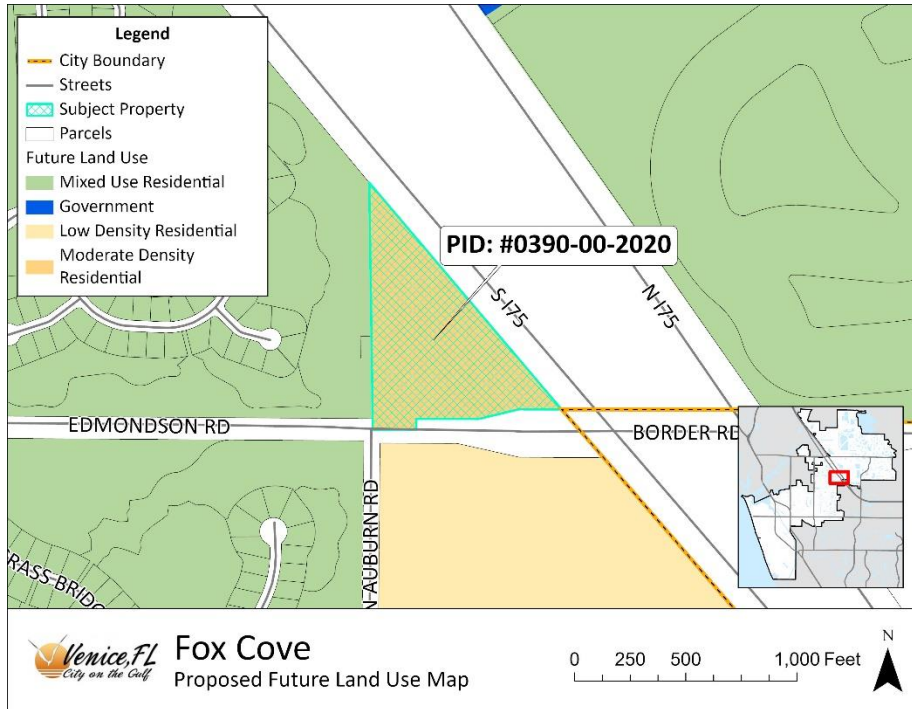 Legend
City Boundary
Streets
Subject Property
Parcels
Future Land Use
Mixed Use Residential
Government
Low Density Residential
Moderate Density
Residential
PID: #0390-00-2020
S I75
N I75
EDMONDSON RD
BORDER RD
N AUBURN RD
GRASS BRIDG
Venice, FL
City on the Gulf
Fox Cove
Proposed Future Land Use Map
0 250 500 1,000 Feet
N